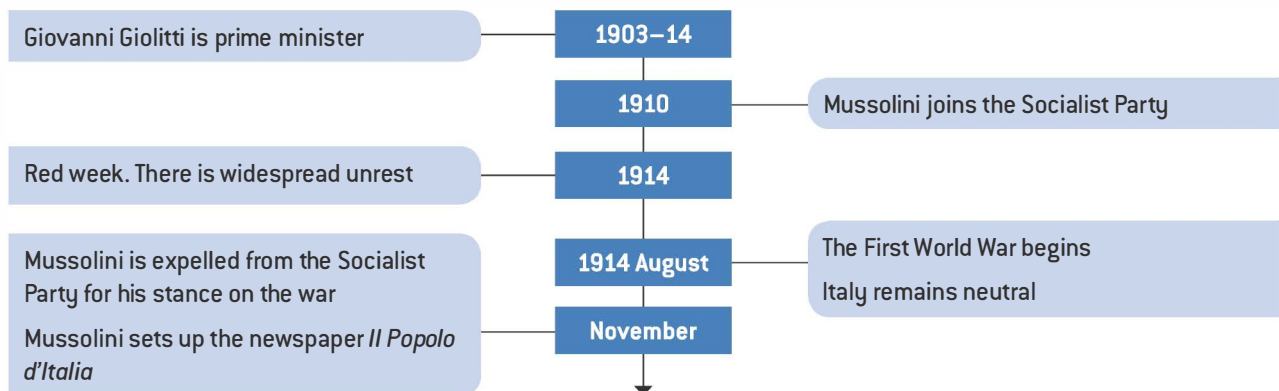 Giovanni Giolitti is prime minister
1903–14
1910
Mussolini joins the Socialist Party
Red week. There is widespread unrest
1914
1914 August
The First World War begins
Italy remains neutral
Mussolini is expelled from the Socialist
Party for his stance on the war
Mussolini sets up the newspaper Il Popolo
d'Italia
November